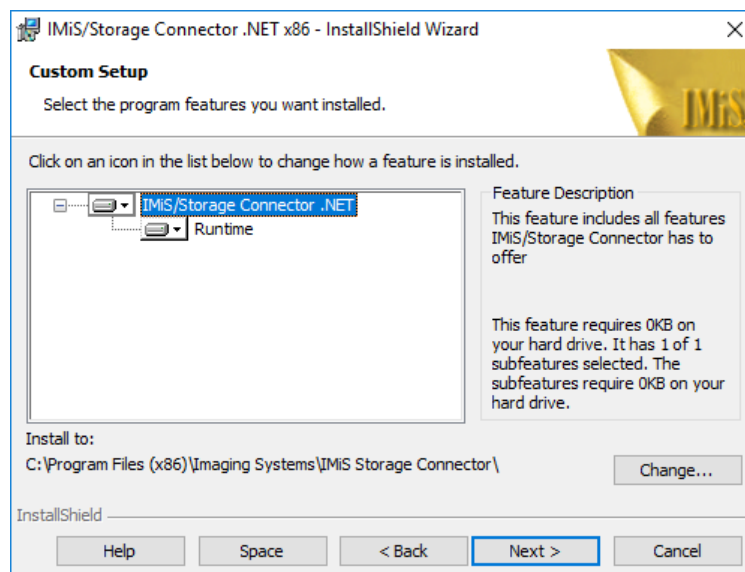 IMiS/Storage Connector .NET x86 - InstallShield Wizard
Custom Setup
Select the program features you want installed.
IMiS
Click on an icon in the list below to change how a feature is installed.
IMiS/Storage Connector .NET
Runtime
Feature Description
This feature includes all features
IMiS/Storage Connector has to
offer
This feature requires 0KB on
your hard drive. It has 1 of 1
subfeatures selected. The
subfeatures require 0KB on your
hard drive.
Install to:
C:\Program Files (x86)\Imaging Systems\IMiS Storage Connector\
Change...
InstallShield
Help
Space
< Back
Next >
Cancel